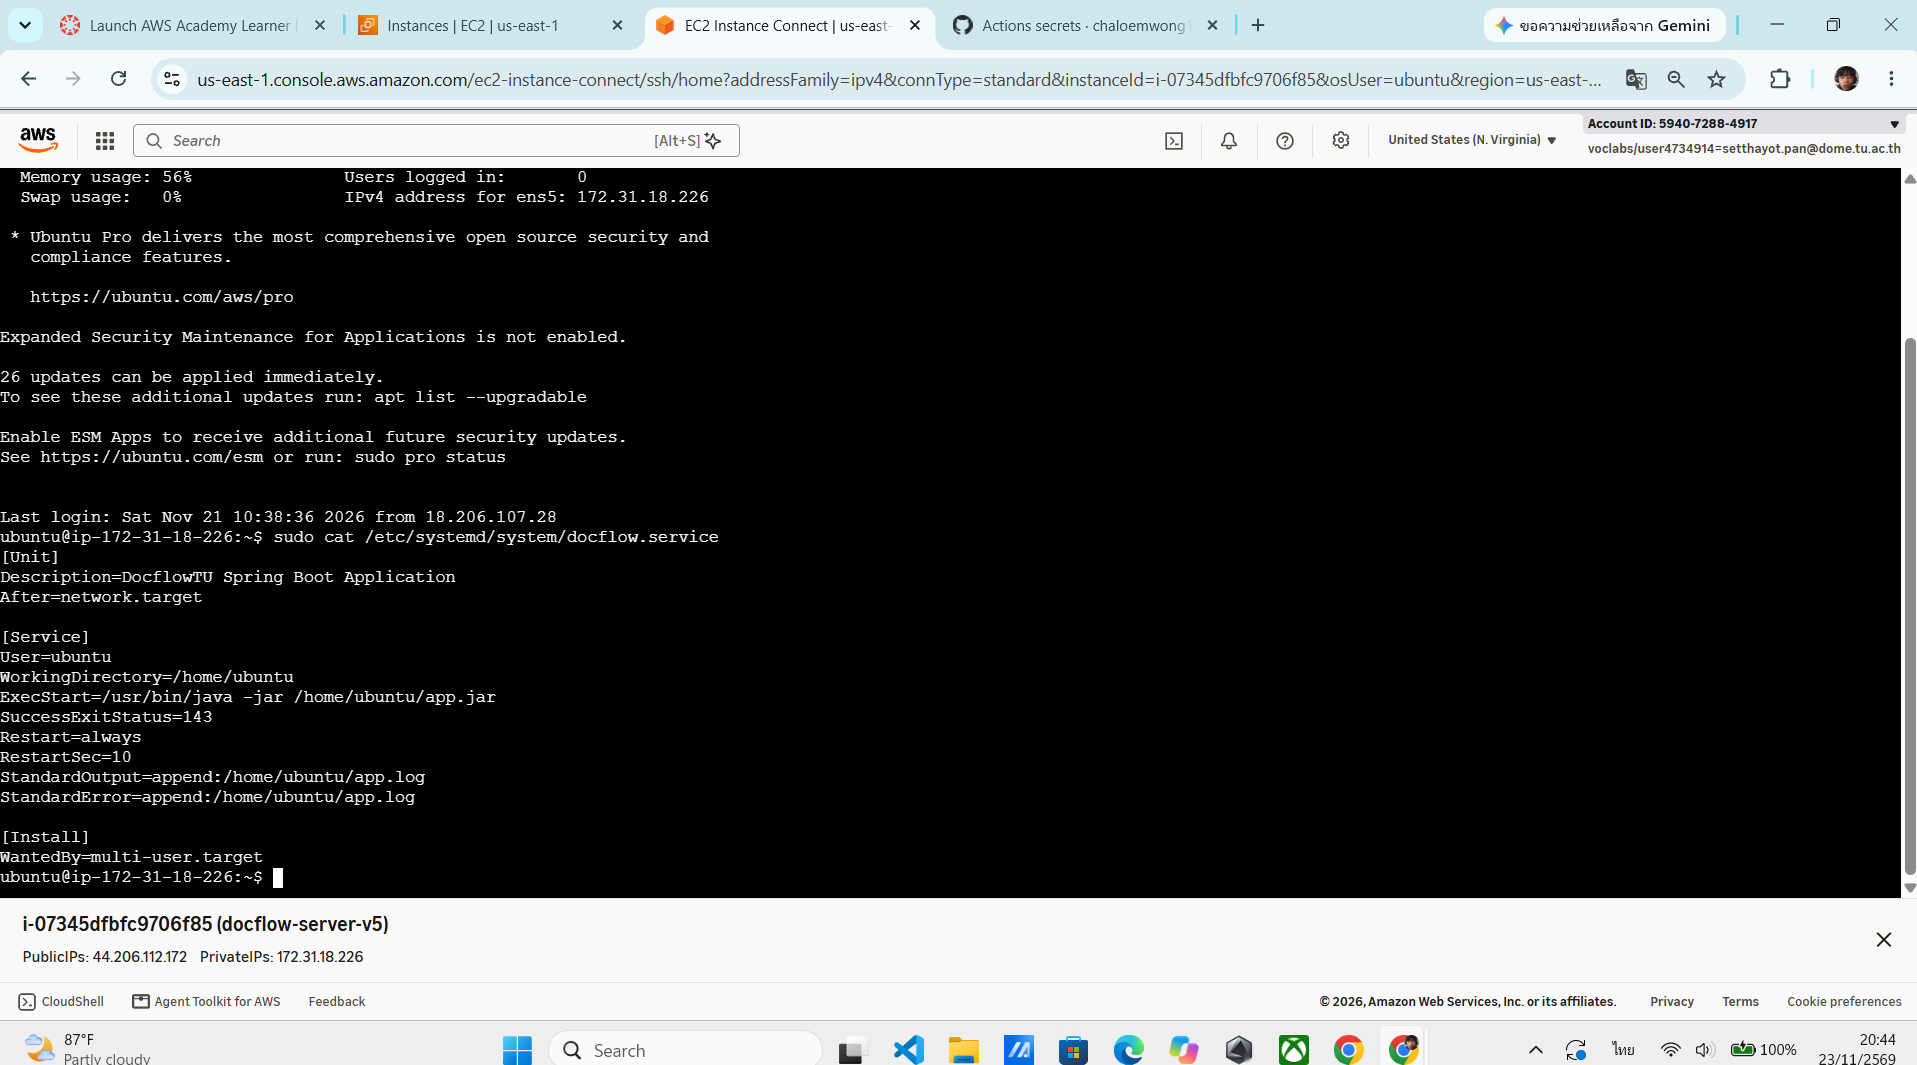 Launch AWS Academy Learner L
Instances | EC2 | us-east-1
EC2 Instance Connect | us-east-
Actions secrets · chaloemwong1
ขอความช่วยเหลือจาก Gemini
us-east-1.console.aws.amazon.com/ec2-instance-connect/ssh/home?addressFamily=ipv4&connType=standard&instanceId=i-07345dfbfc9706f85&osUser=ubuntu&region=us-east-...
aws
Search
[Alt+S]
United States (N. Virginia)
Account ID: 5940-7288-4917
voclabs/user4734914=setthayot.pan@dome.tu.ac.th
Memory usage: 56% Users logged in: 0
Swap usage: 0% IPv4 address for ens5: 172.31.18.226
* Ubuntu Pro delivers the most comprehensive open source security and
compliance features.
https://ubuntu.com/aws/pro
Expanded Security Maintenance for Applications is not enabled.
26 updates can be applied immediately.
To see these additional updates run: apt list --upgradable
Enable ESM Apps to receive additional future security updates.
See https://ubuntu.com/esm or run: sudo pro status
Last login: Sat Nov 21 10:38:36 2026 from 18.206.107.28
ubuntu@ip-172-31-18-226:~$ sudo cat /etc/systemd/system/docflow.service
[Unit]
Description=DocflowTU Spring Boot Application
After=network.target
[Service]
User=ubuntu
WorkingDirectory=/home/ubuntu
ExecStart=/usr/bin/java -jar /home/ubuntu/app.jar
SuccessExitStatus=143
Restart=always
RestartSec=10
StandardOutput=append:/home/ubuntu/app.log
StandardError=append:/home/ubuntu/app.log
[Install]
WantedBy=multi-user.target
ubuntu@ip-172-31-18-226:~$
i-07345dfbfc9706f85 (docflow-server-v5)
PublicIPs: 44.206.112.172 PrivateIPs: 172.31.18.226
CloudShell
Agent Toolkit for AWS
Feedback
© 2026, Amazon Web Services, Inc. or its affiliates.
Privacy
Terms
Cookie preferences
87°F
Partly cloudy
Search
ไทย
100%
20:44
23/11/2569